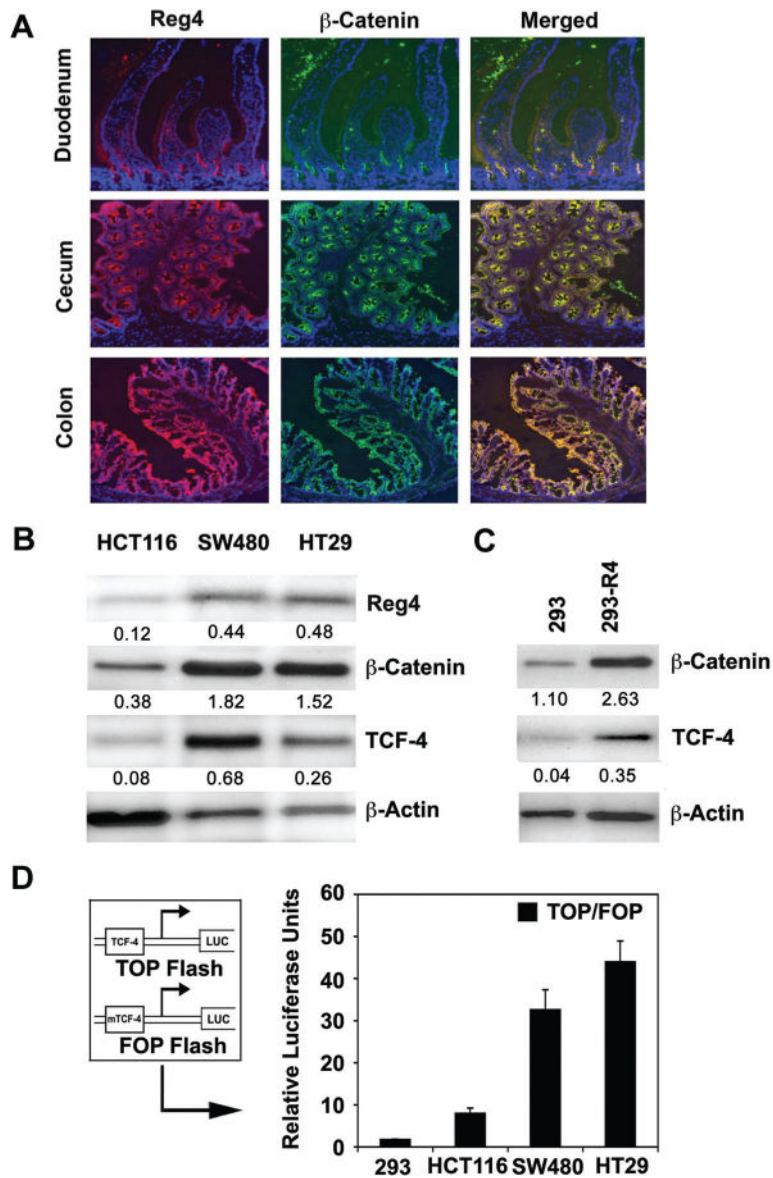 A
Reg4 β-Catenin Merged
Duodenum
Cecum
Colon
B
HCT116 SW480 HT29
Reg4
0.12 0.44 0.48
β-Catenin
0.38 1.82 1.52
TCF-4
0.08 0.68 0.26
β-Actin
C
293 293-R4
β-Catenin
1.10 2.63
TCF-4
0.04 0.35
β-Actin
D
TCF-4 LUC
TOP Flash
mTCF-4 LUC
FOP Flash
Relative Luciferase Units
60
50
40
30
20
10
0
TOP/FOP
293 HCT116 SW480 HT29